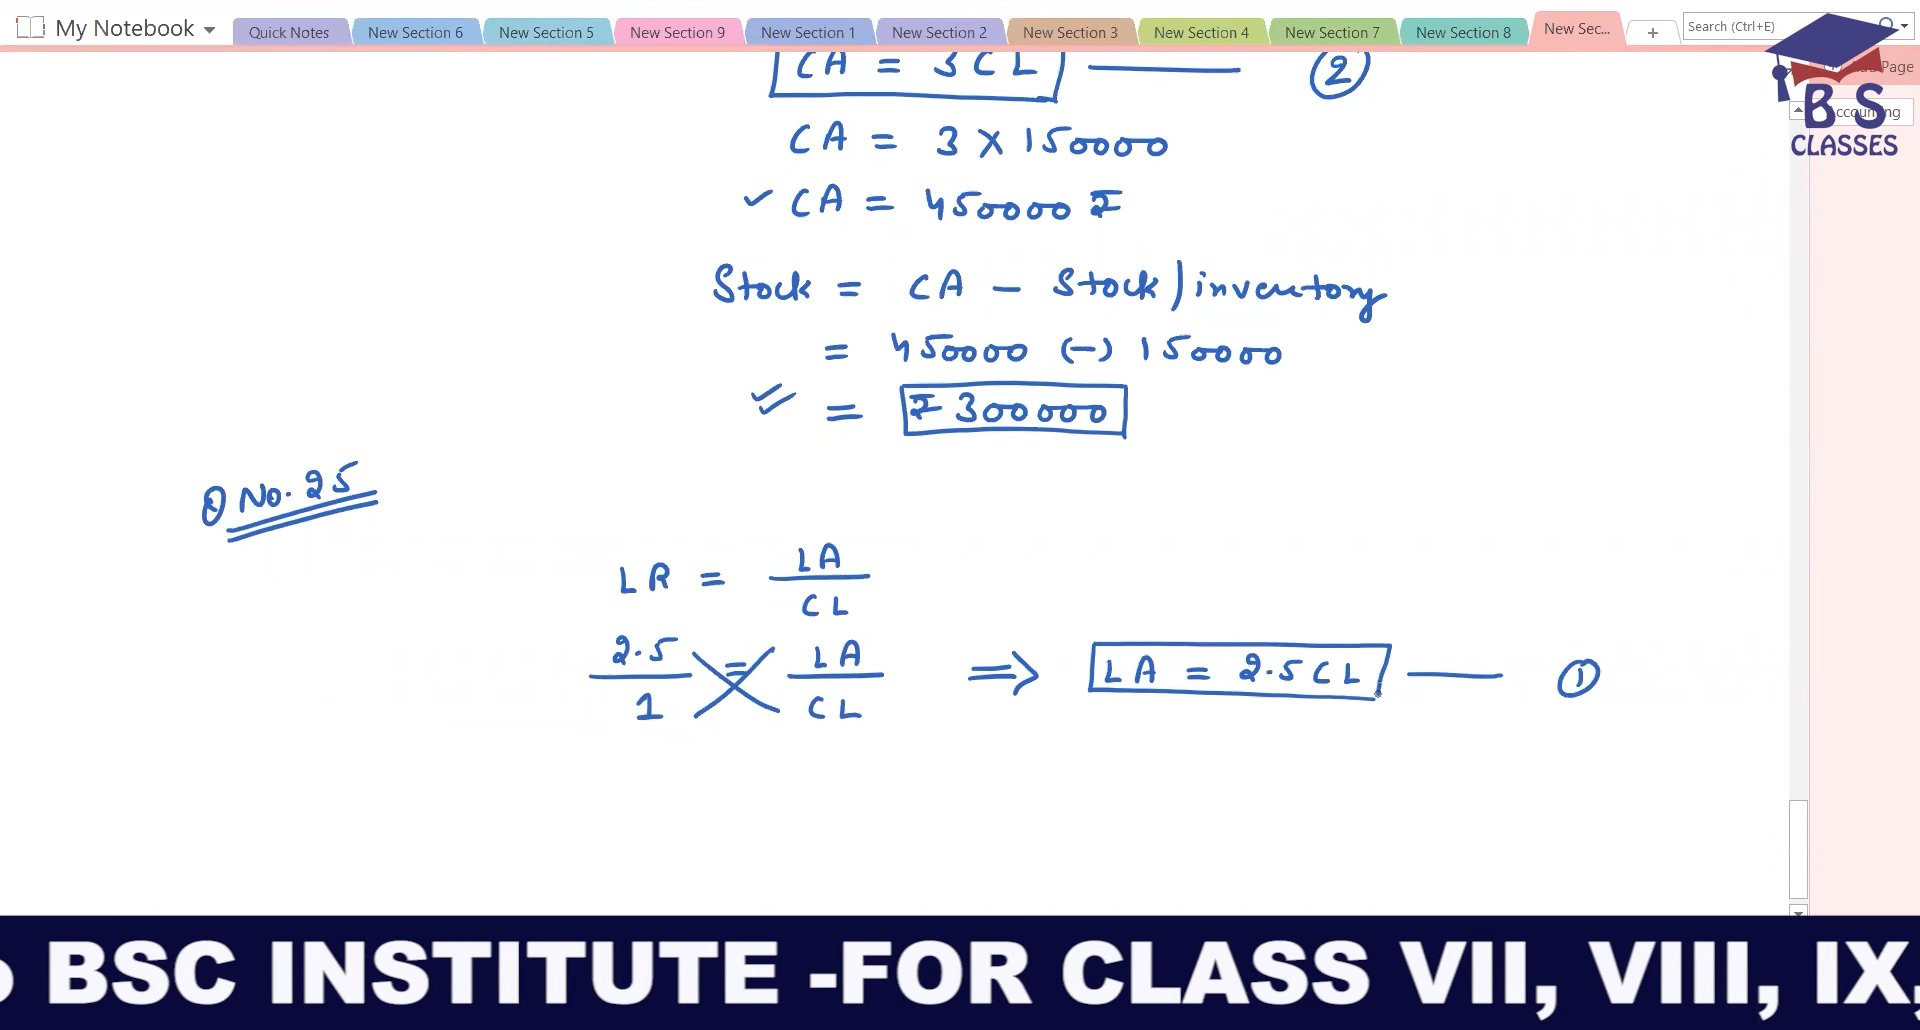 My Notebook
Quick Notes New Section 6 New Section 5 New Section 9 New Section 1 New Section 2 New Section 3 New Section 4 New Section 7 New Section 8 New Sec... +
Search (Ctrl+E)
Page
BS
CLASSES
CA = 3CL ②
CA = 3 × 150000
✓ CA = 450000 ₹
Stock = CA - Stock/inventory
= 450000 (-) 150000
= ₹ 300000
Q No. 25
LR = LA / CL
2.5 / 1 = LA / CL ⇒ LA = 2.5 CL ①
BSC INSTITUTE -FOR CLASS VII, VIII, IX,